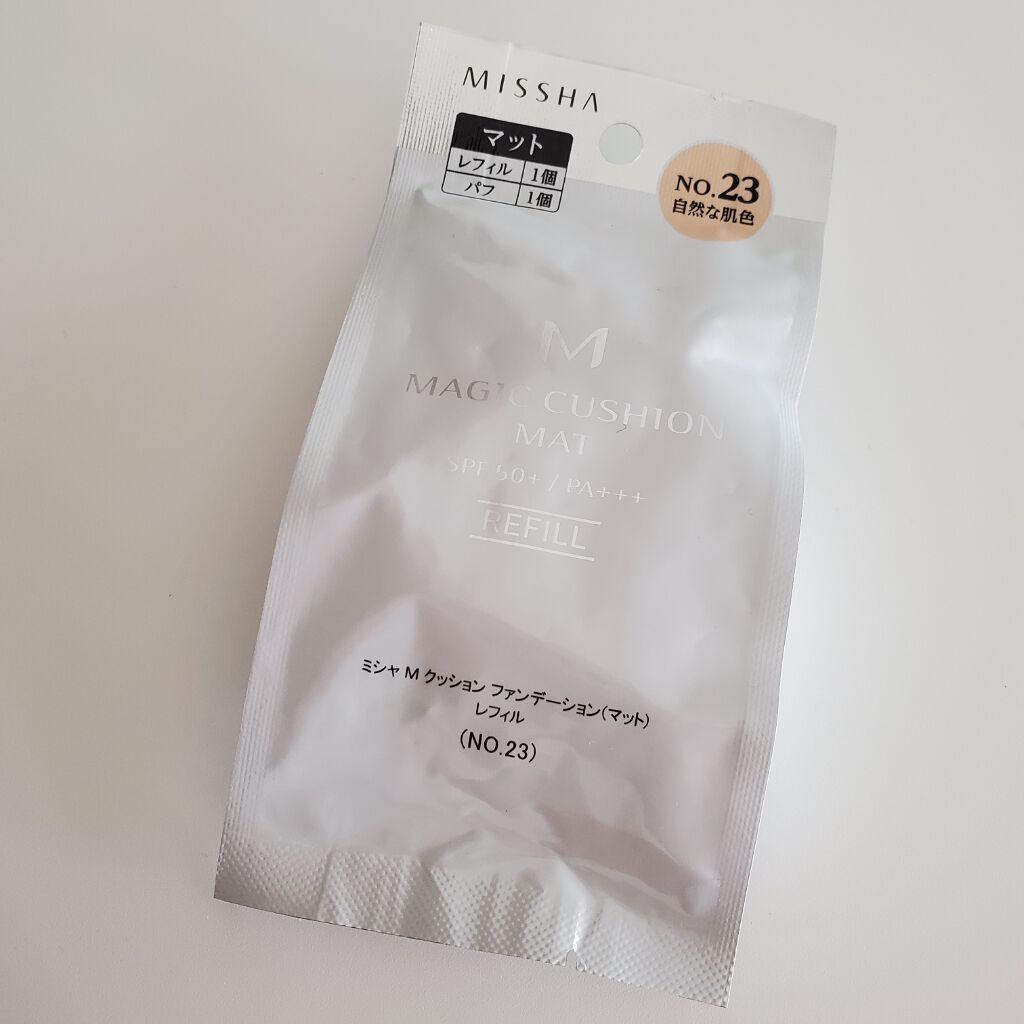 MISSHA
マット
レフィル 1個
パフ 1個
NO.23
自然な肌色
M
MAGIC CUSHION
MAT
SPF 50+ / PA+++
REFILL
ミシャ M クッション ファンデーション(マット)
レフィル
(NO.23)